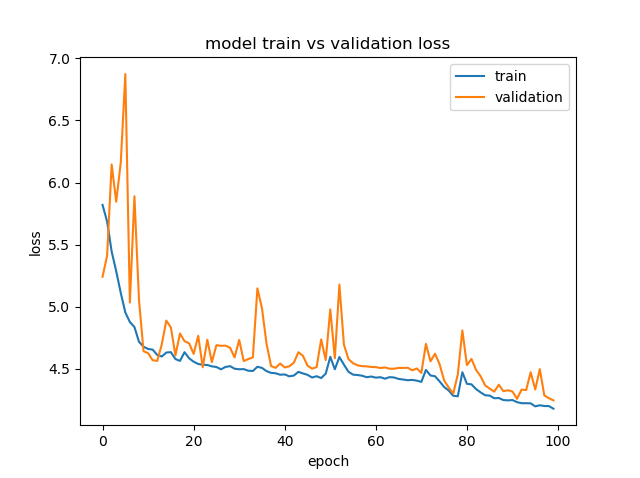 model train vs validation loss
7.0
6.5
6.0
5.5
5.0
4.5
loss
train
validation
0 20 40 60 80 100
epoch